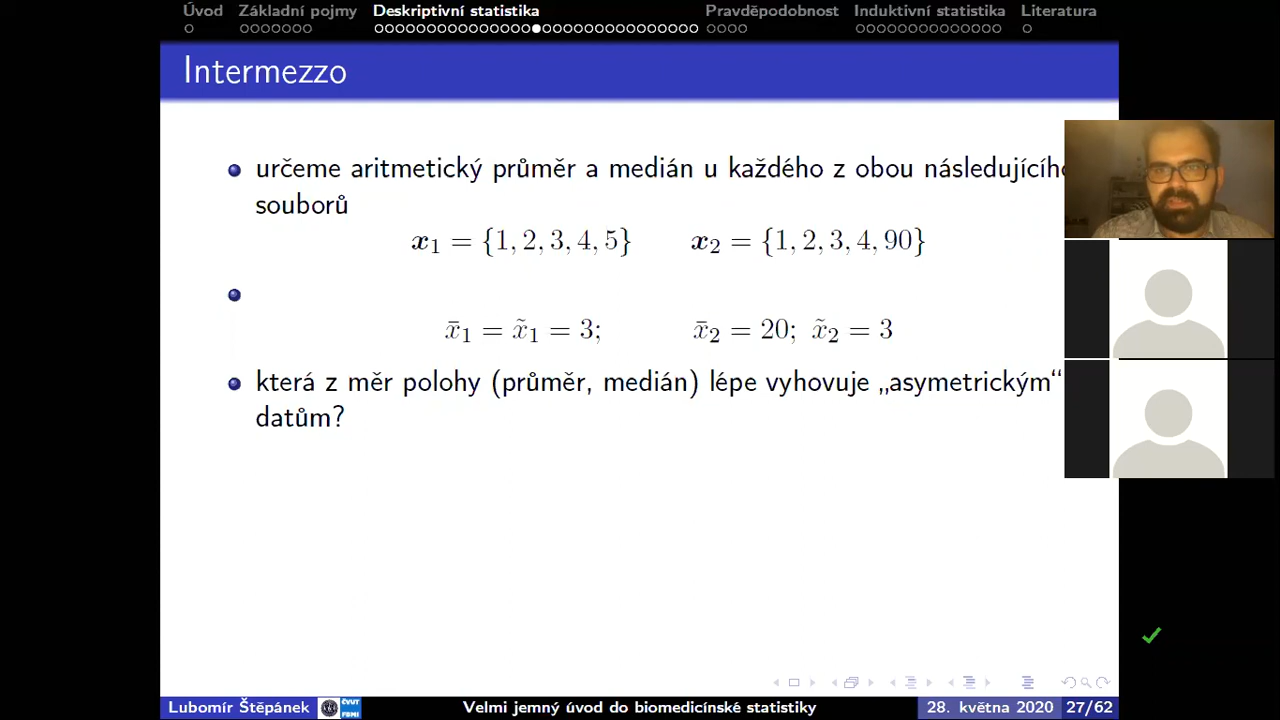 Úvod Základní pojmy Deskriptivní statistika Pravděpodobnost Induktivní statistika Literatura
Intermezzo
určeme aritmetický průměr a medián u každého z obou následujícího
souborů
x₁ = {1, 2, 3, 4, 5} x₂ = {1, 2, 3, 4, 90}
x̄₁ = x̃₁ = 3; x̄₂ = 20; x̃₂ = 3
která z měr polohy (průměr, medián) lépe vyhovuje „asymetrickým“
datům?
Lubomír Štěpánek ČVUT FBMI Velmi jemný úvod do biomedicínské statistiky 28. května 2020 27/62